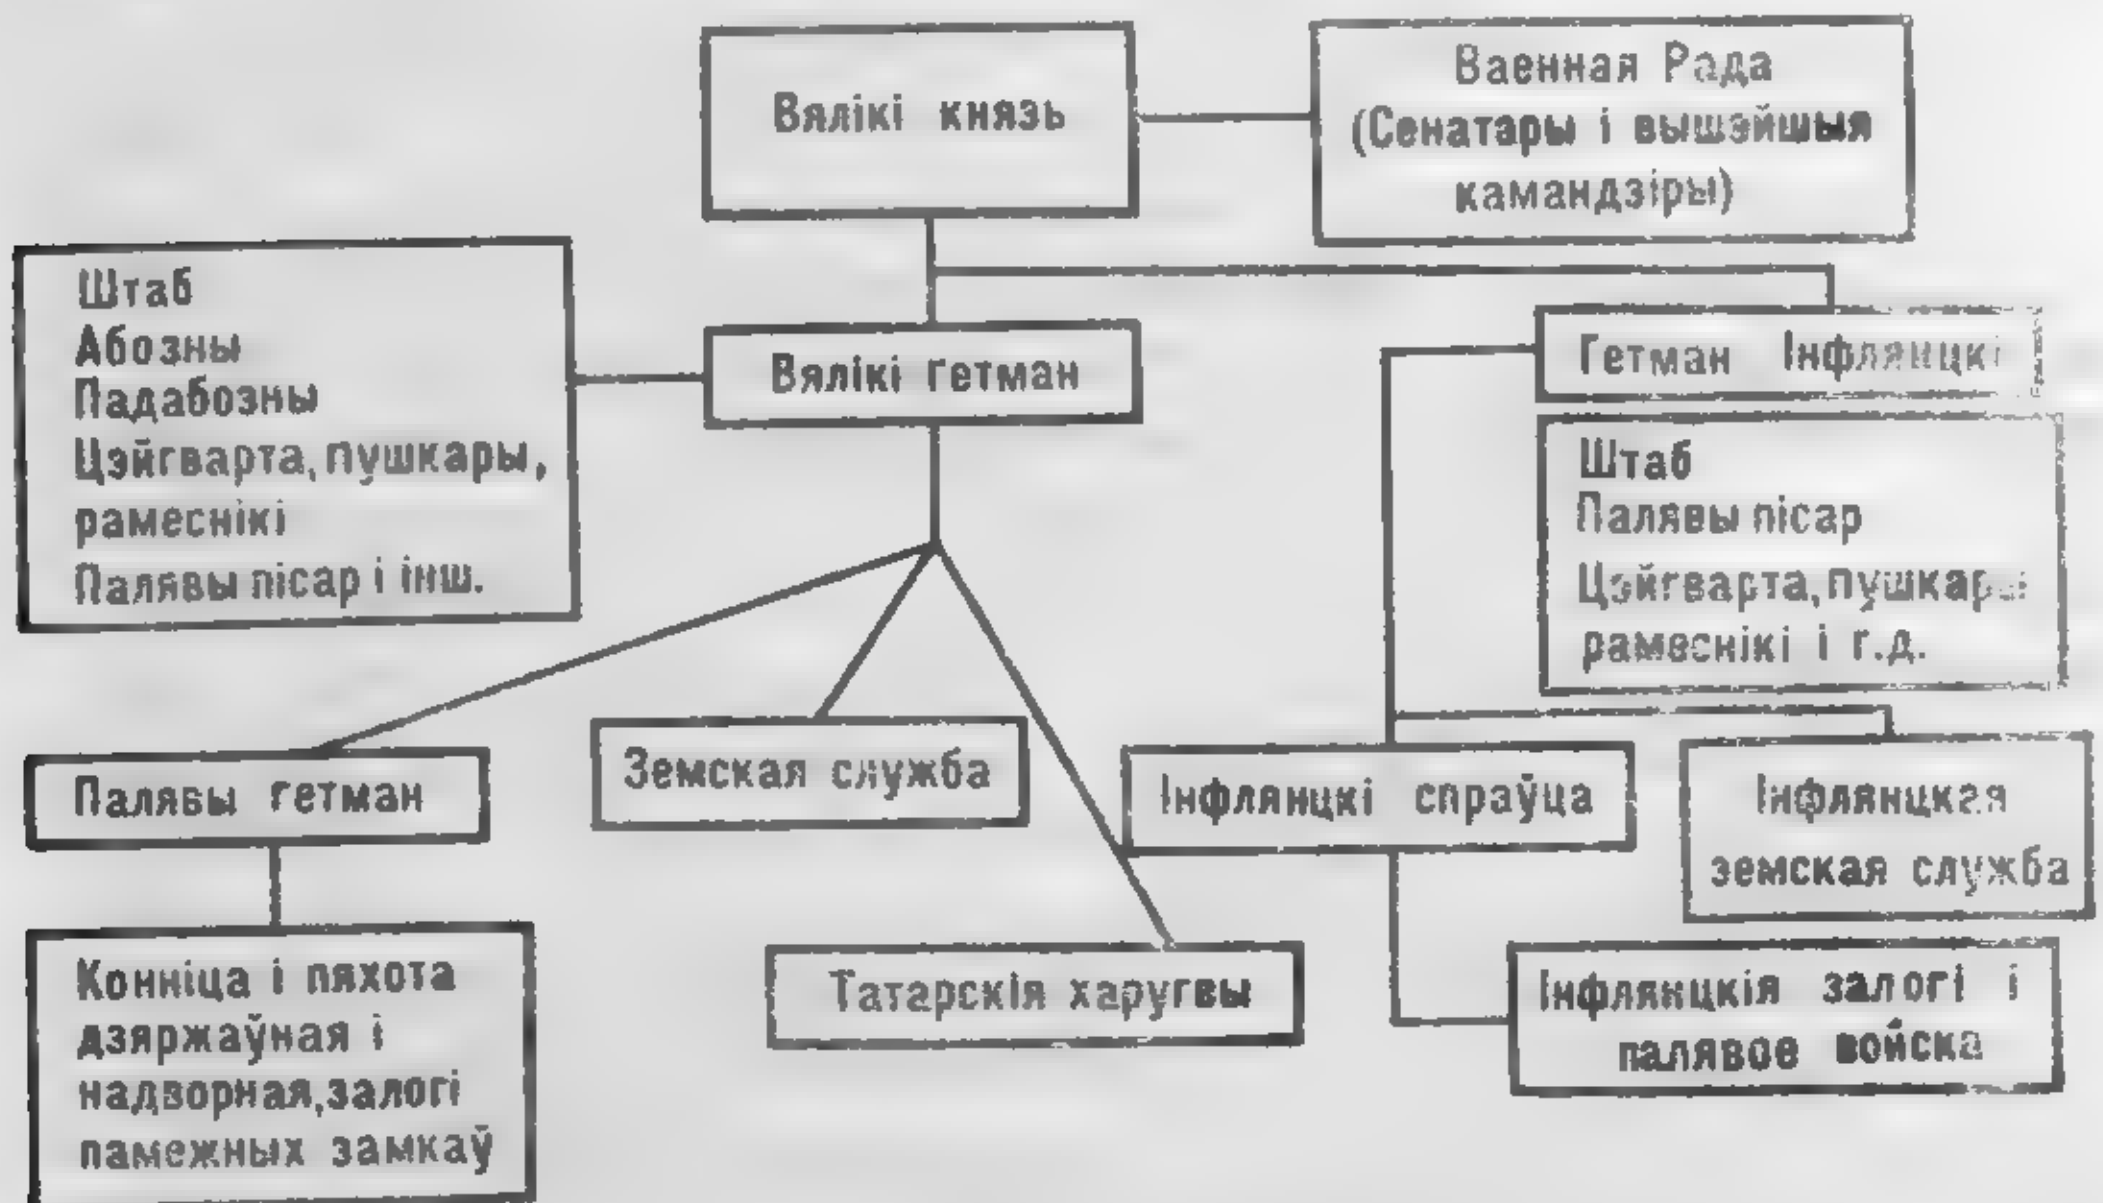 Вялікі князь
Ваенная Рада
(Сенатары і вышэйшыя
камандзіры)
Штаб
Абозны
Падабозны
Цэйгварта, пушкары,
рамеснікі
Палявы пісар і інш.
Вялікі гетман
Гетман Інфлянцкі
Штаб
Палявы пісар
Цэйгварта, пушкары
рамеснікі і г.д.
Палявы гетман
Земская служба
Інфлянцкі спраўца
Інфлянцкая
земская служба
Конніца і пяхота
дзяржаўная і
надворная, залогі
памежных замкаў
Татарскія харугвы
Інфлянцкія залогі і
палявое войска